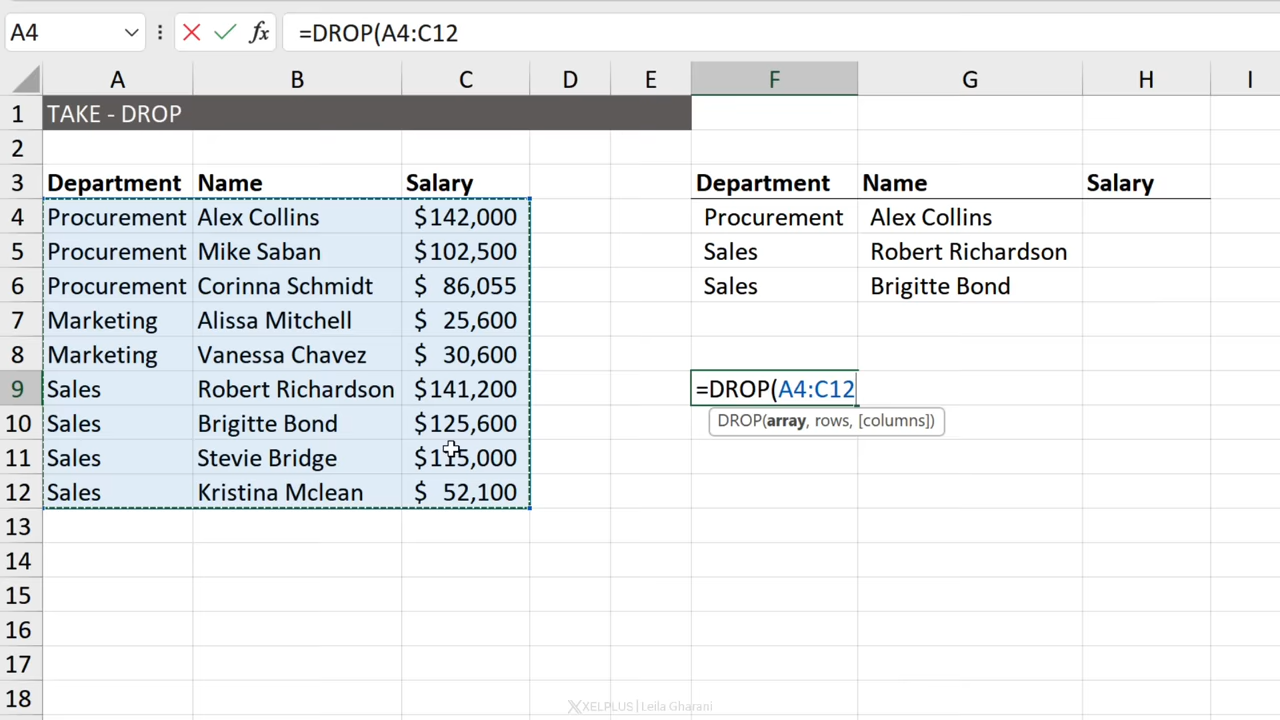 A4 fx =DROP(A4:C12
A B C D E F G H I
1 TAKE - DROP
2
3 Department Name Salary Department Name Salary
4 Procurement Alex Collins $142,000 Procurement Alex Collins
5 Procurement Mike Saban $102,500 Sales Robert Richardson
6 Procurement Corinna Schmidt $ 86,055 Sales Brigitte Bond
7 Marketing Alissa Mitchell $ 25,600
8 Marketing Vanessa Chavez $ 30,600
9 Sales Robert Richardson $141,200 =DROP(A4:C12
10 Sales Brigitte Bond $125,600 DROP(array, rows, [columns])
11 Sales Stevie Bridge $115,000
12 Sales Kristina Mclean $ 52,100
13
14
15
16
17
18
XELPLUS | Leila Gharani